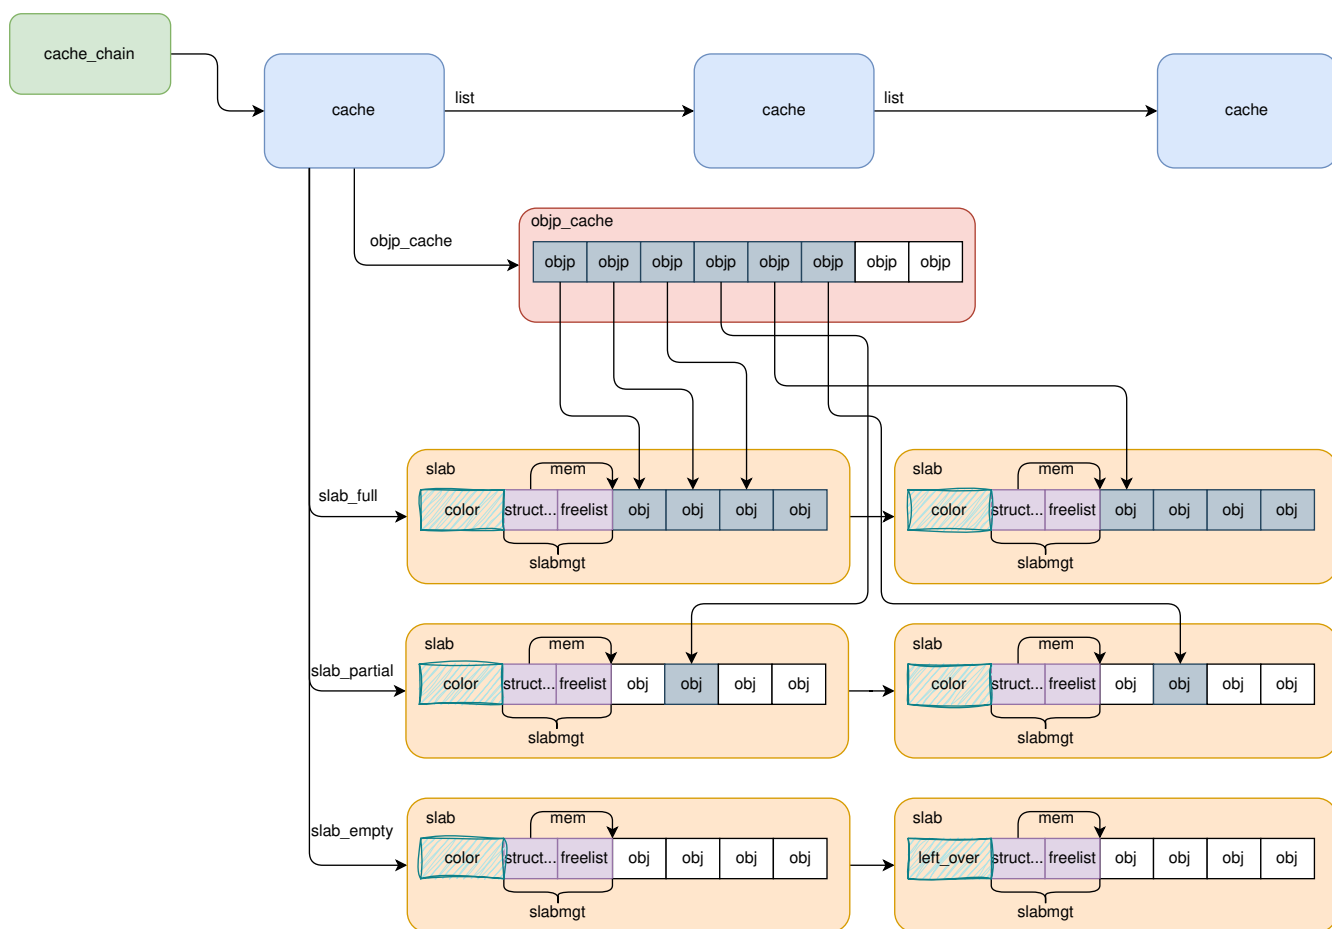 cache_chain
cache
list
cache
list
cache
objp_cache
objp_cache
objp objp objp objp objp objp objp objp
slab_full
slab
mem
color struct... freelist obj obj obj obj
slabmgt
slab
mem
color struct... freelist obj obj obj obj
slabmgt
slab_partial
slab
mem
color struct... freelist obj obj obj obj
slabmgt
slab
mem
color struct... freelist obj obj obj obj
slabmgt
slab_empty
slab
mem
color struct... freelist obj obj obj obj
slabmgt
slab
mem
left_over struct... freelist obj obj obj obj
slabmgt